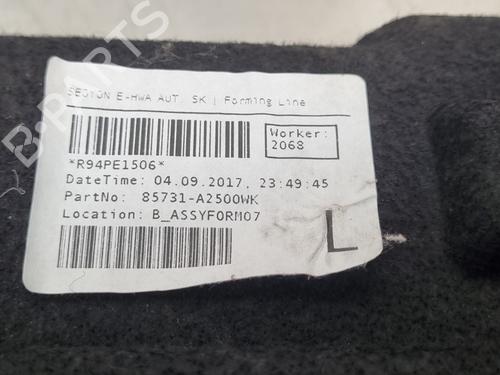 SEOYON E-HWA AUT. SK | Forming Line
Worker:
2068
*R94PE1506*
DateTime: 04.09.2017, 23:49:45
PartNo: 85731-A2500WK
Location: B_ASSYFORM07
L
B-PARTS